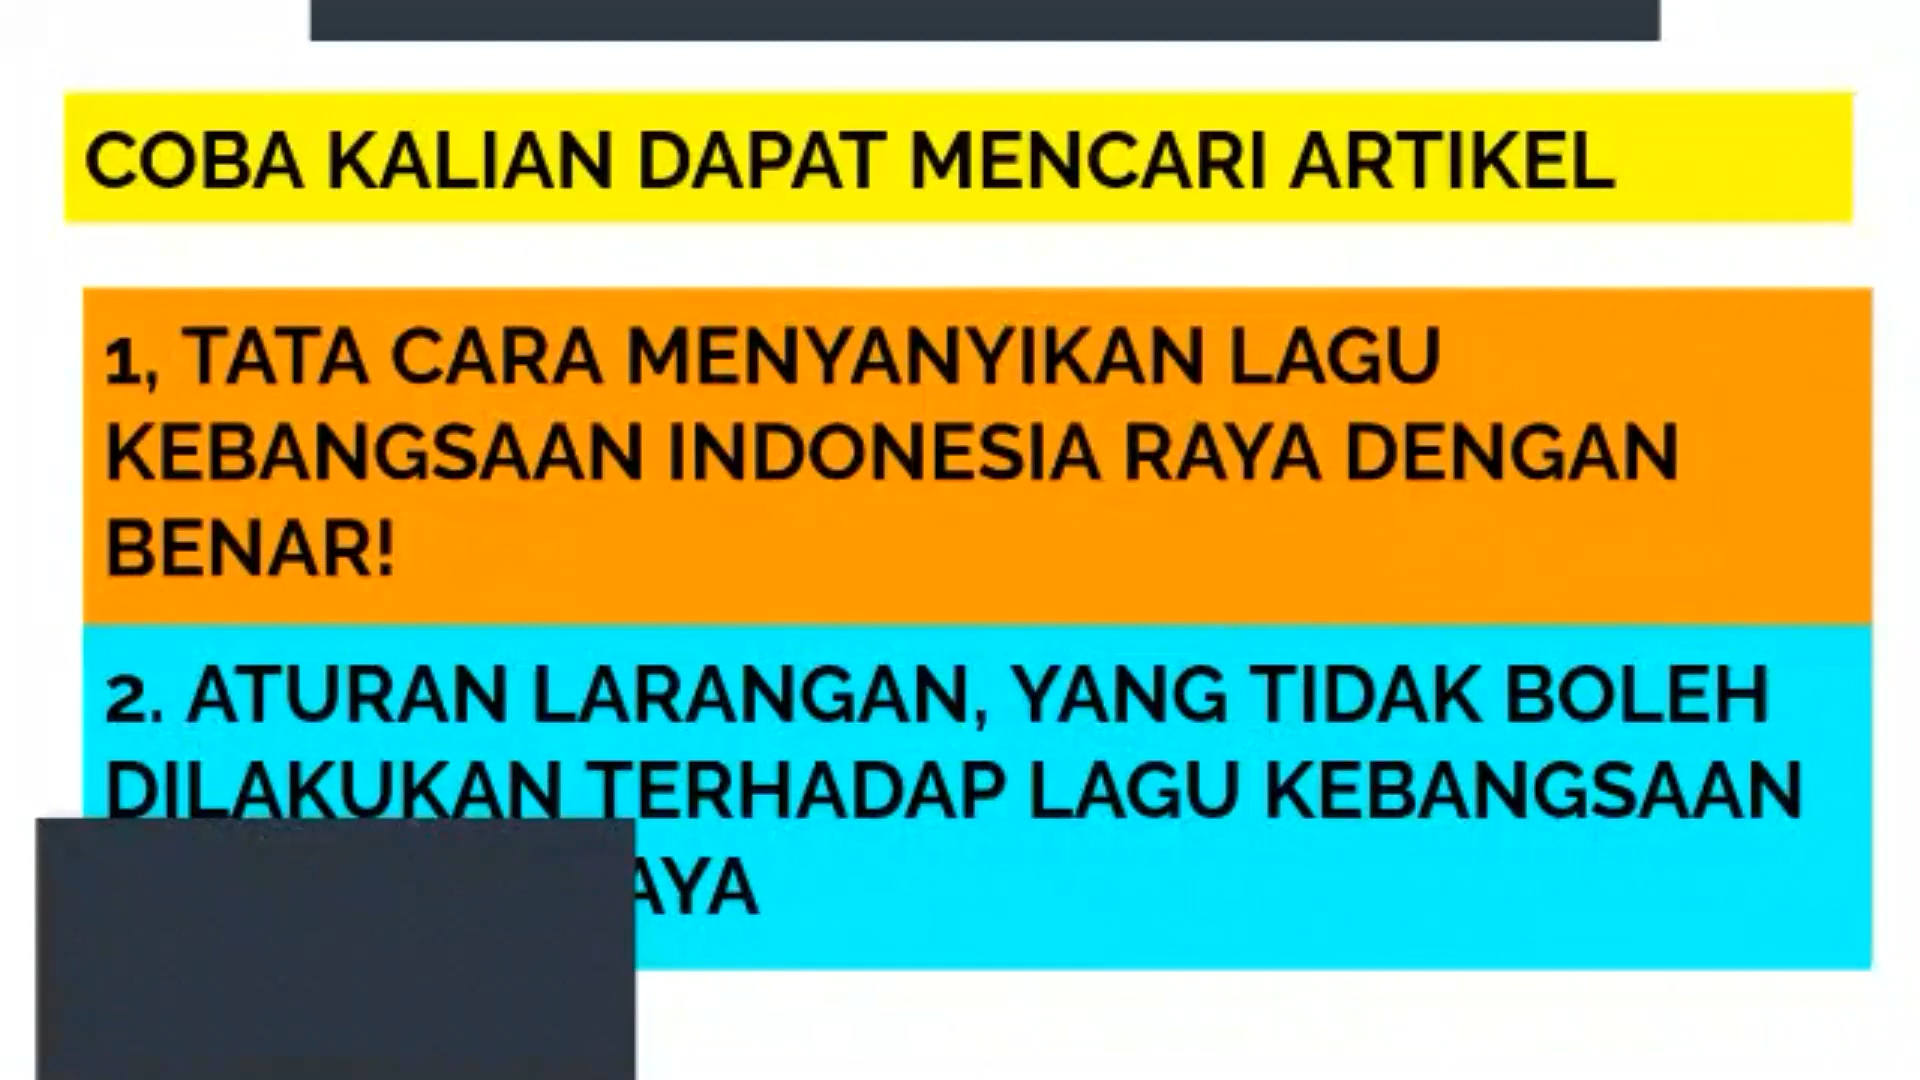 COBA KALIAN DAPAT MENCARI ARTIKEL
1, TATA CARA MENYANYIKAN LAGU
KEBANGSAAN INDONESIA RAYA DENGAN
BENAR!
2. ATURAN LARANGAN, YANG TIDAK BOLEH
DILAKUKAN TERHADAP LAGU KEBANGSAAN